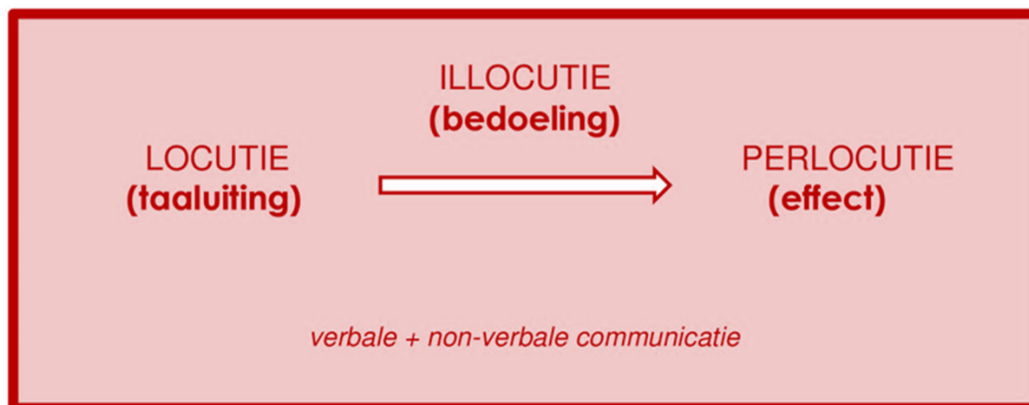 ILLOCUTIE
(bedoeling)
LOCUTIE
(taaluiting)
PERLOCUTIE
(effect)
verbale + non-verbale communicatie